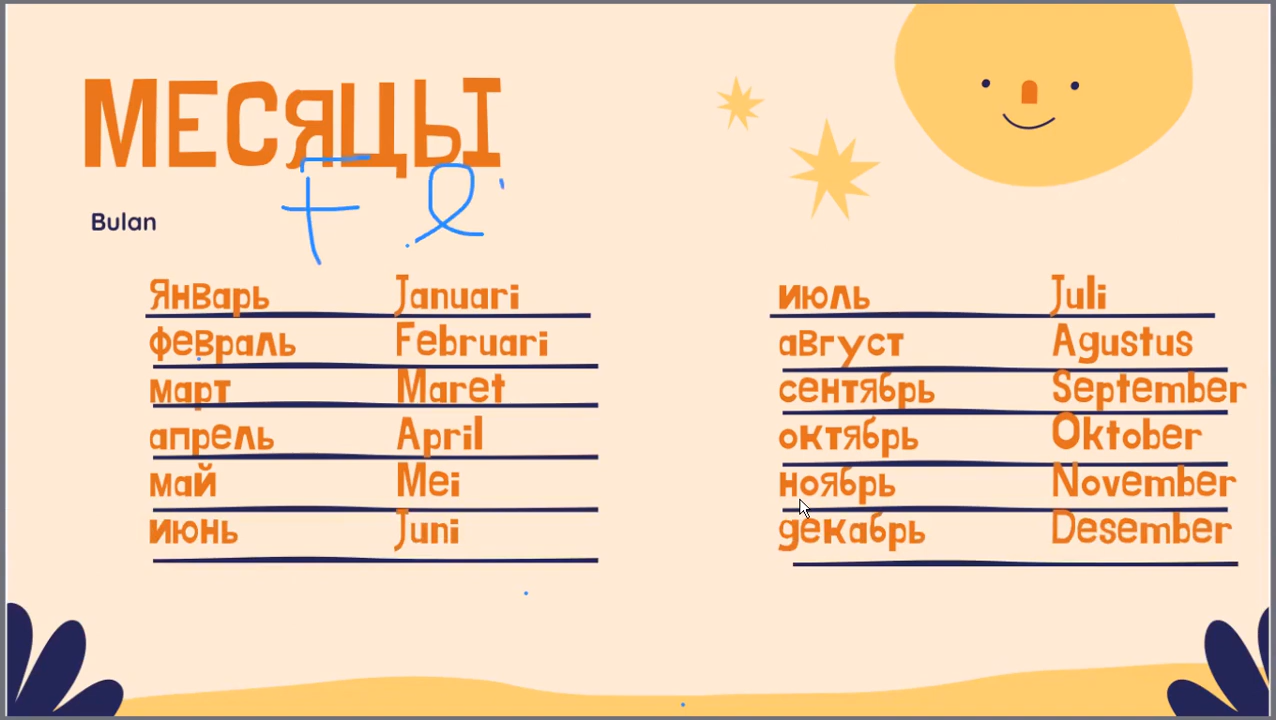 МЕСЯЦЫ
F e
Bulan
Январь Januari
февраль Februari
март Maret
апрель April
май Mei
июнь Juni
июль Juli
август Agustus
сентябрь September
октябрь Oktober
ноябрь November
декабрь Desember